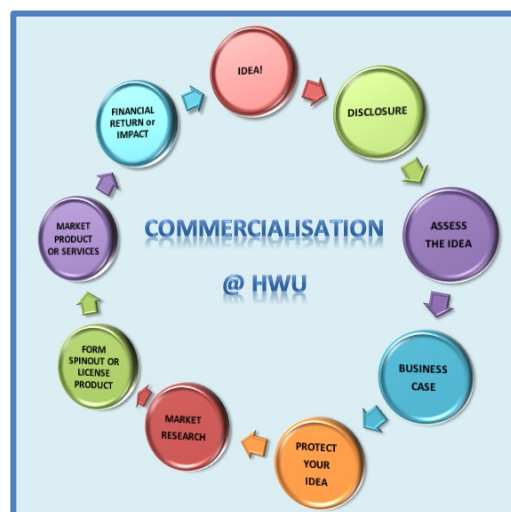 IDEA!
DISCLOSURE
ASSESS
THE IDEA
BUSINESS
CASE
PROTECT
YOUR
IDEA
MARKET
RESEARCH
FORM
SPINOUT OR
LICENSE
PRODUCT
MARKET
PRODUCT
OR SERVICES
FINANCIAL
RETURN or
IMPACT
COMMERCIALISATION
@ HWU